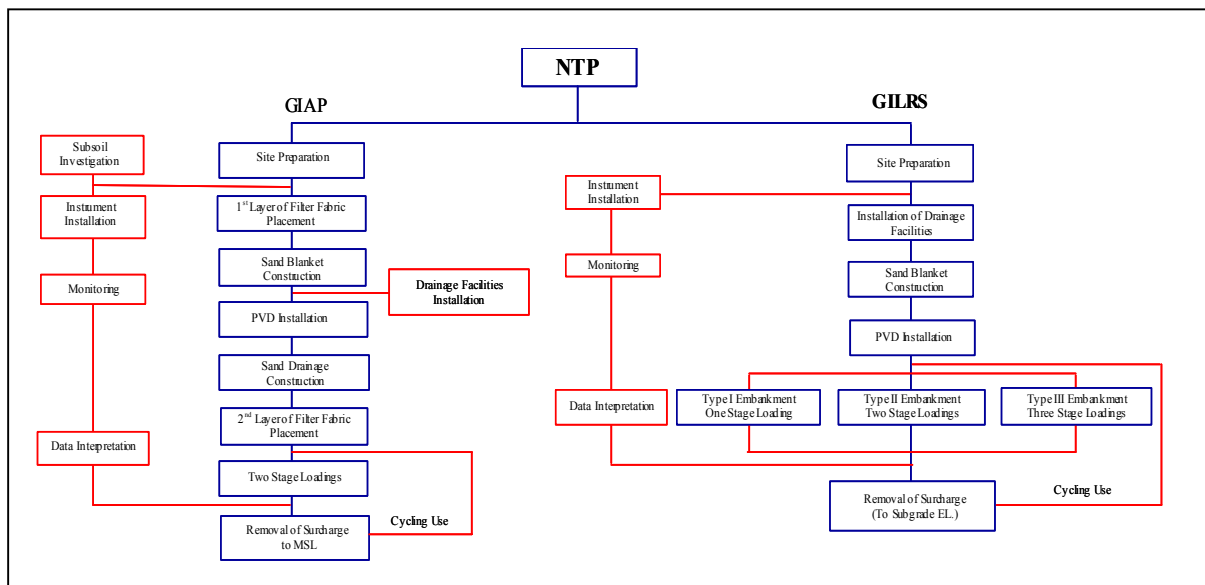 NTP
GIAP
Subsoil
Investigation
Site Preparation
Instrument
Installation
1st Layer of Filter Fabric
Placement
Sand Blanket
Construction
Monitoring
Drainage Facilities
Installation
PVD Installation
Sand Drainage
Construction
2nd Layer of Filter Fabric
Placement
Data Interpretation
Two Stage Loadings
Cycling Use
Removal of Surcharge
to MSL
GILRS
Site Preparation
Instrument
Installation
Installation of Drainage
Facilities
Monitoring
Sand Blanket
Construction
PVD Installation
Data Interpretation
Type I Embankment
One Stage Loading
Type II Embankment
Two Stage Loadings
Type III Embankment
Three Stage Loadings
Removal of Surcharge
(To Subgrade EL.)
Cycling Use